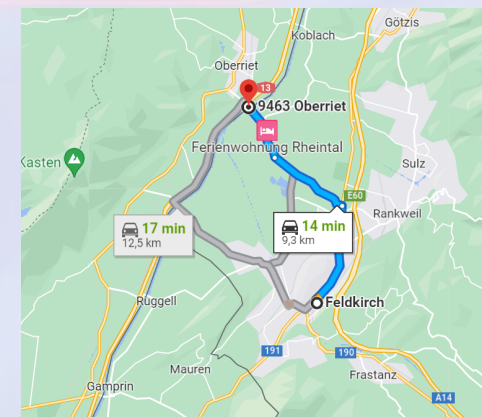 Götzis
Koblach
Oberriet
13
9463 Oberriet
Ferienwohnung Rheintal
Kasten
Sulz
E60
Rankweil
17 min
12,5 km
14 min
9,3 km
Ruggell
Feldkirch
191
190
Mauren
Frastanz
Gamprin
A14